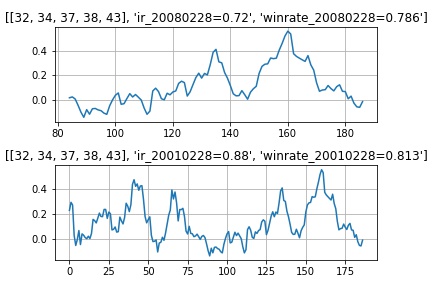 [[32, 34, 37, 38, 43], 'ir_20080228=0.72', 'winrate_20080228=0.786']
0.4
0.2
0.0
80 100 120 140 160 180
[[32, 34, 37, 38, 43], 'ir_20010228=0.88', 'winrate_20010228=0.813']
0.4
0.2
0.0
0 25 50 75 100 125 150 175